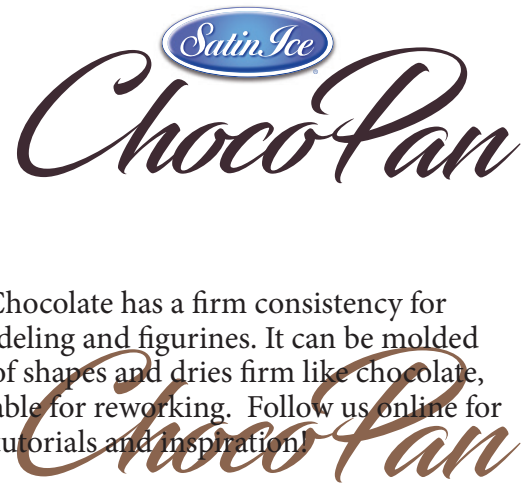 Satin Ice
ChocoPan
Chocolate has a firm consistency for
deling and figurines. It can be molded
of shapes and dries firm like chocolate,
able for reworking. Follow us online for
utorials and inspiration!
ChocoPan